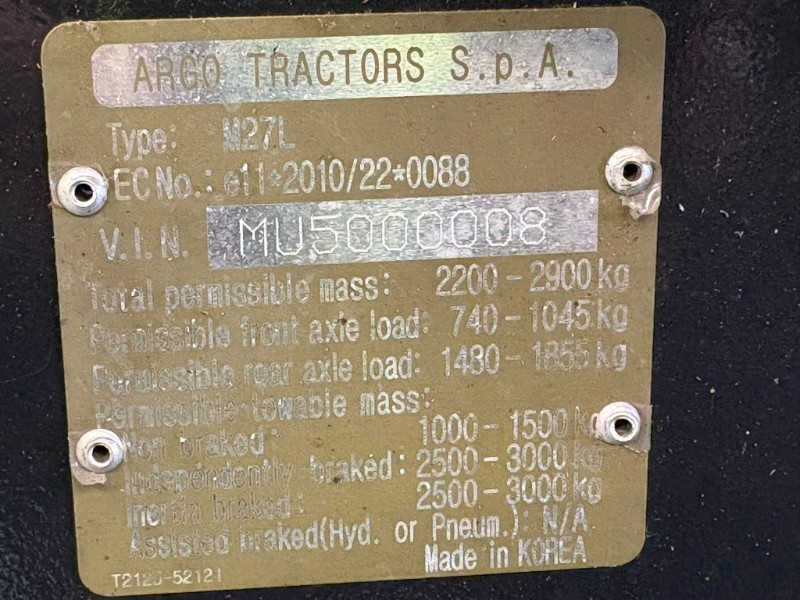 ARGO TRACTORS S.p.A.
Type: M27L
EC No.: e11*2010/22*0088
V.I.N. MU5000008
Total permissible mass: 2200 - 2900 kg
Permissible front axle load: 740 - 1045 kg
Permissible rear axle load: 1480 - 1855 kg
Permissible towable mass:
Non braked: 1000 - 1500 kg
Independently braked: 2500 - 3000 kg
Inertia braked: 2500 - 3000 kg
Assisted braked(Hyd. or Pneum.): N/A
Made in KOREA